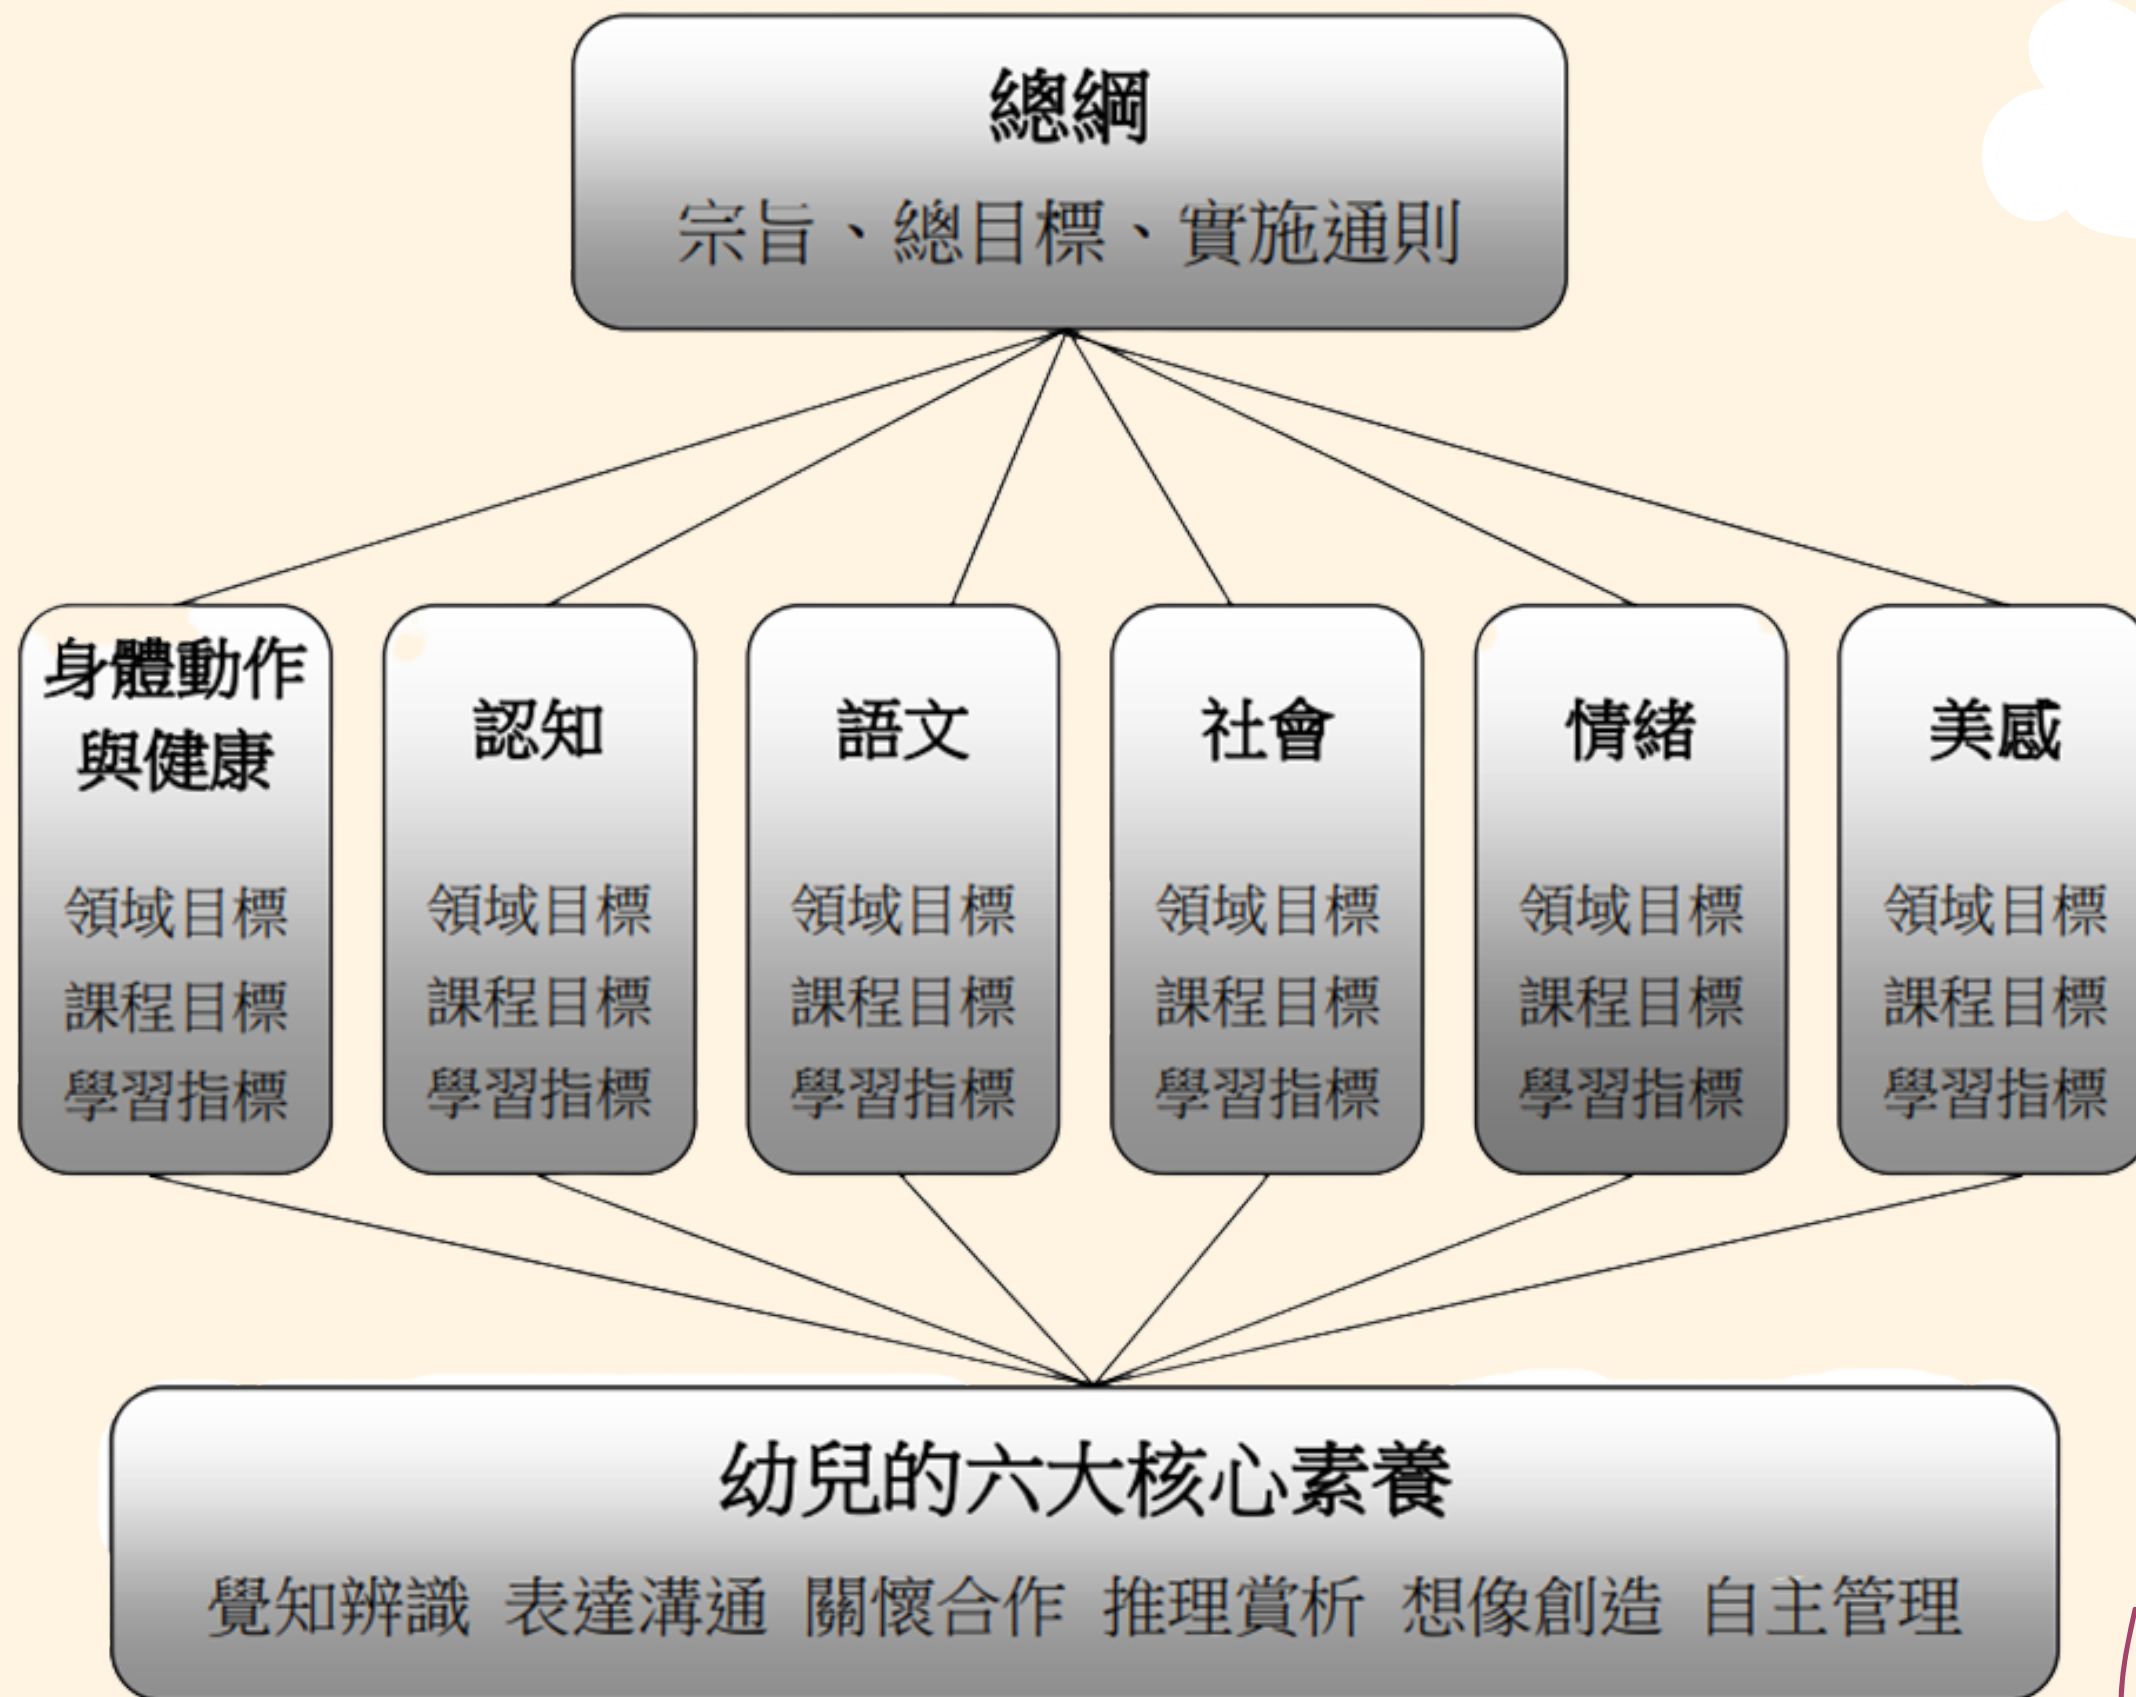 總綱
宗旨、總目標、實施通則
身體動作
與健康
領域目標
課程目標
學習指標
認知
領域目標
課程目標
學習指標
語文
領域目標
課程目標
學習指標
社會
領域目標
課程目標
學習指標
情緒
領域目標
課程目標
學習指標
美感
領域目標
課程目標
學習指標
幼兒的六大核心素養
覺知辨識 表達溝通 關懷合作 推理賞析 想像創造 自主管理